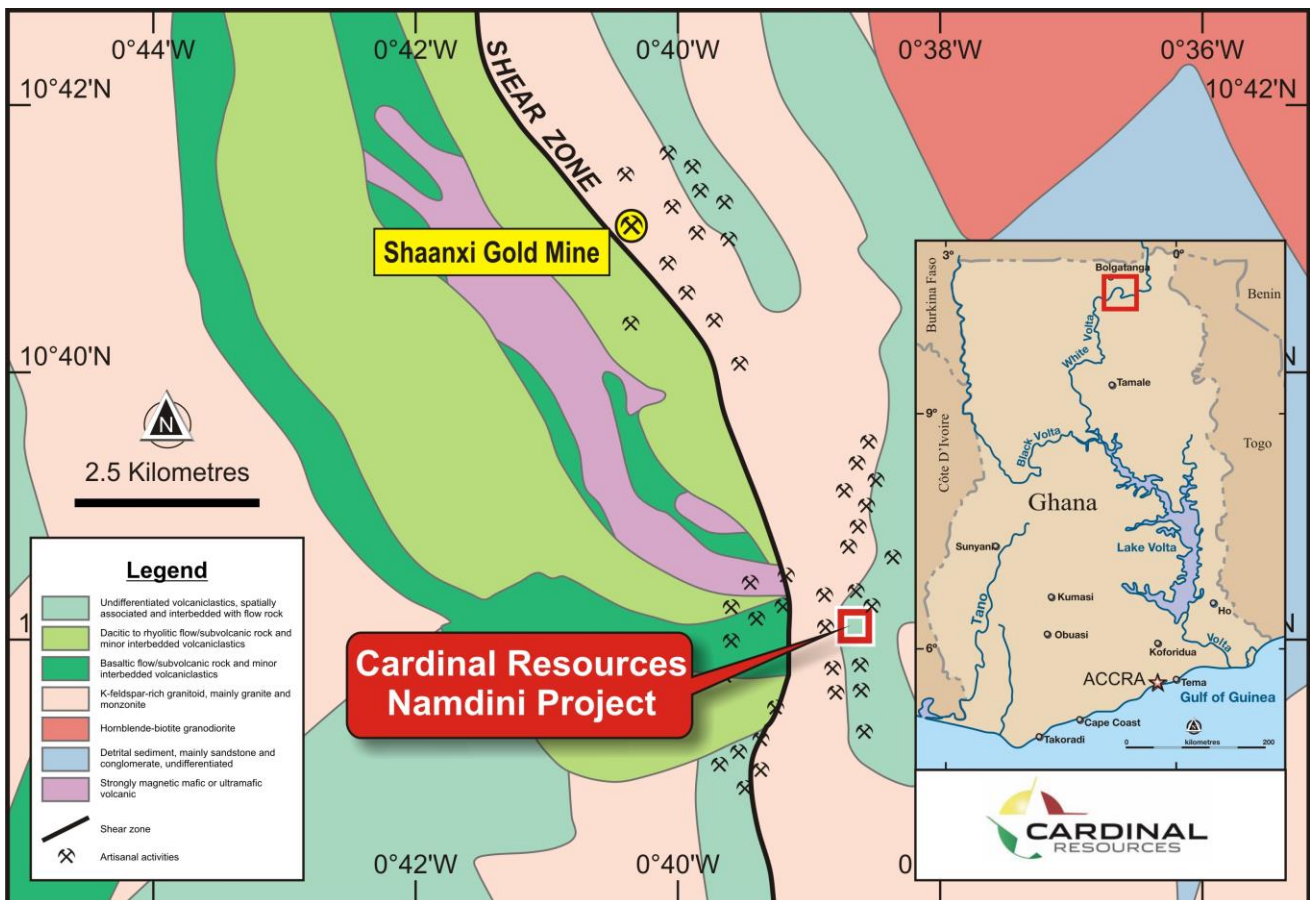 0°44'W
0°42'W
0°40'W
0°38'W
0°36'W
10°42'N
10°42'N
SHEAR ZONE
Shaanxi Gold Mine
10°40'N
N
N
2.5 Kilometres
Legend
Undifferentiated volcaniclastics, spatially
associated and interbedded with flow rock
Dacitic to rhyolitic flow/subvolcanic rock and
minor interbedded volcaniclastics
Basaltic flow/subvolcanic rock and minor
interbedded volcaniclastics
K-feldspar-rich granitoid, mainly granite and
monzonite
Hornblende-biotite granodiorite
Detrital sediment, mainly sandstone and
conglomerate, undifferentiated
Strongly magnetic mafic or ultramafic
volcanic
Shear zone
Artisanal activities
Cardinal Resources
Namdini Project
N
0°42'W
0°40'W
3°
0°
Bolgatanga
Burkina Faso
Benin
White Volta
Tamale
9°
Côte D'Ivoire
Black Volta
Togo
Ghana
Sunyani
Lake Volta
Kumasi
Tano
Ho
Obuasi
6°
Koforidua
Volta
ACCRA
Tema
Gulf of Guinea
Cape Coast
Takoradi
kilometres
0
200
CARDINAL
RESOURCES